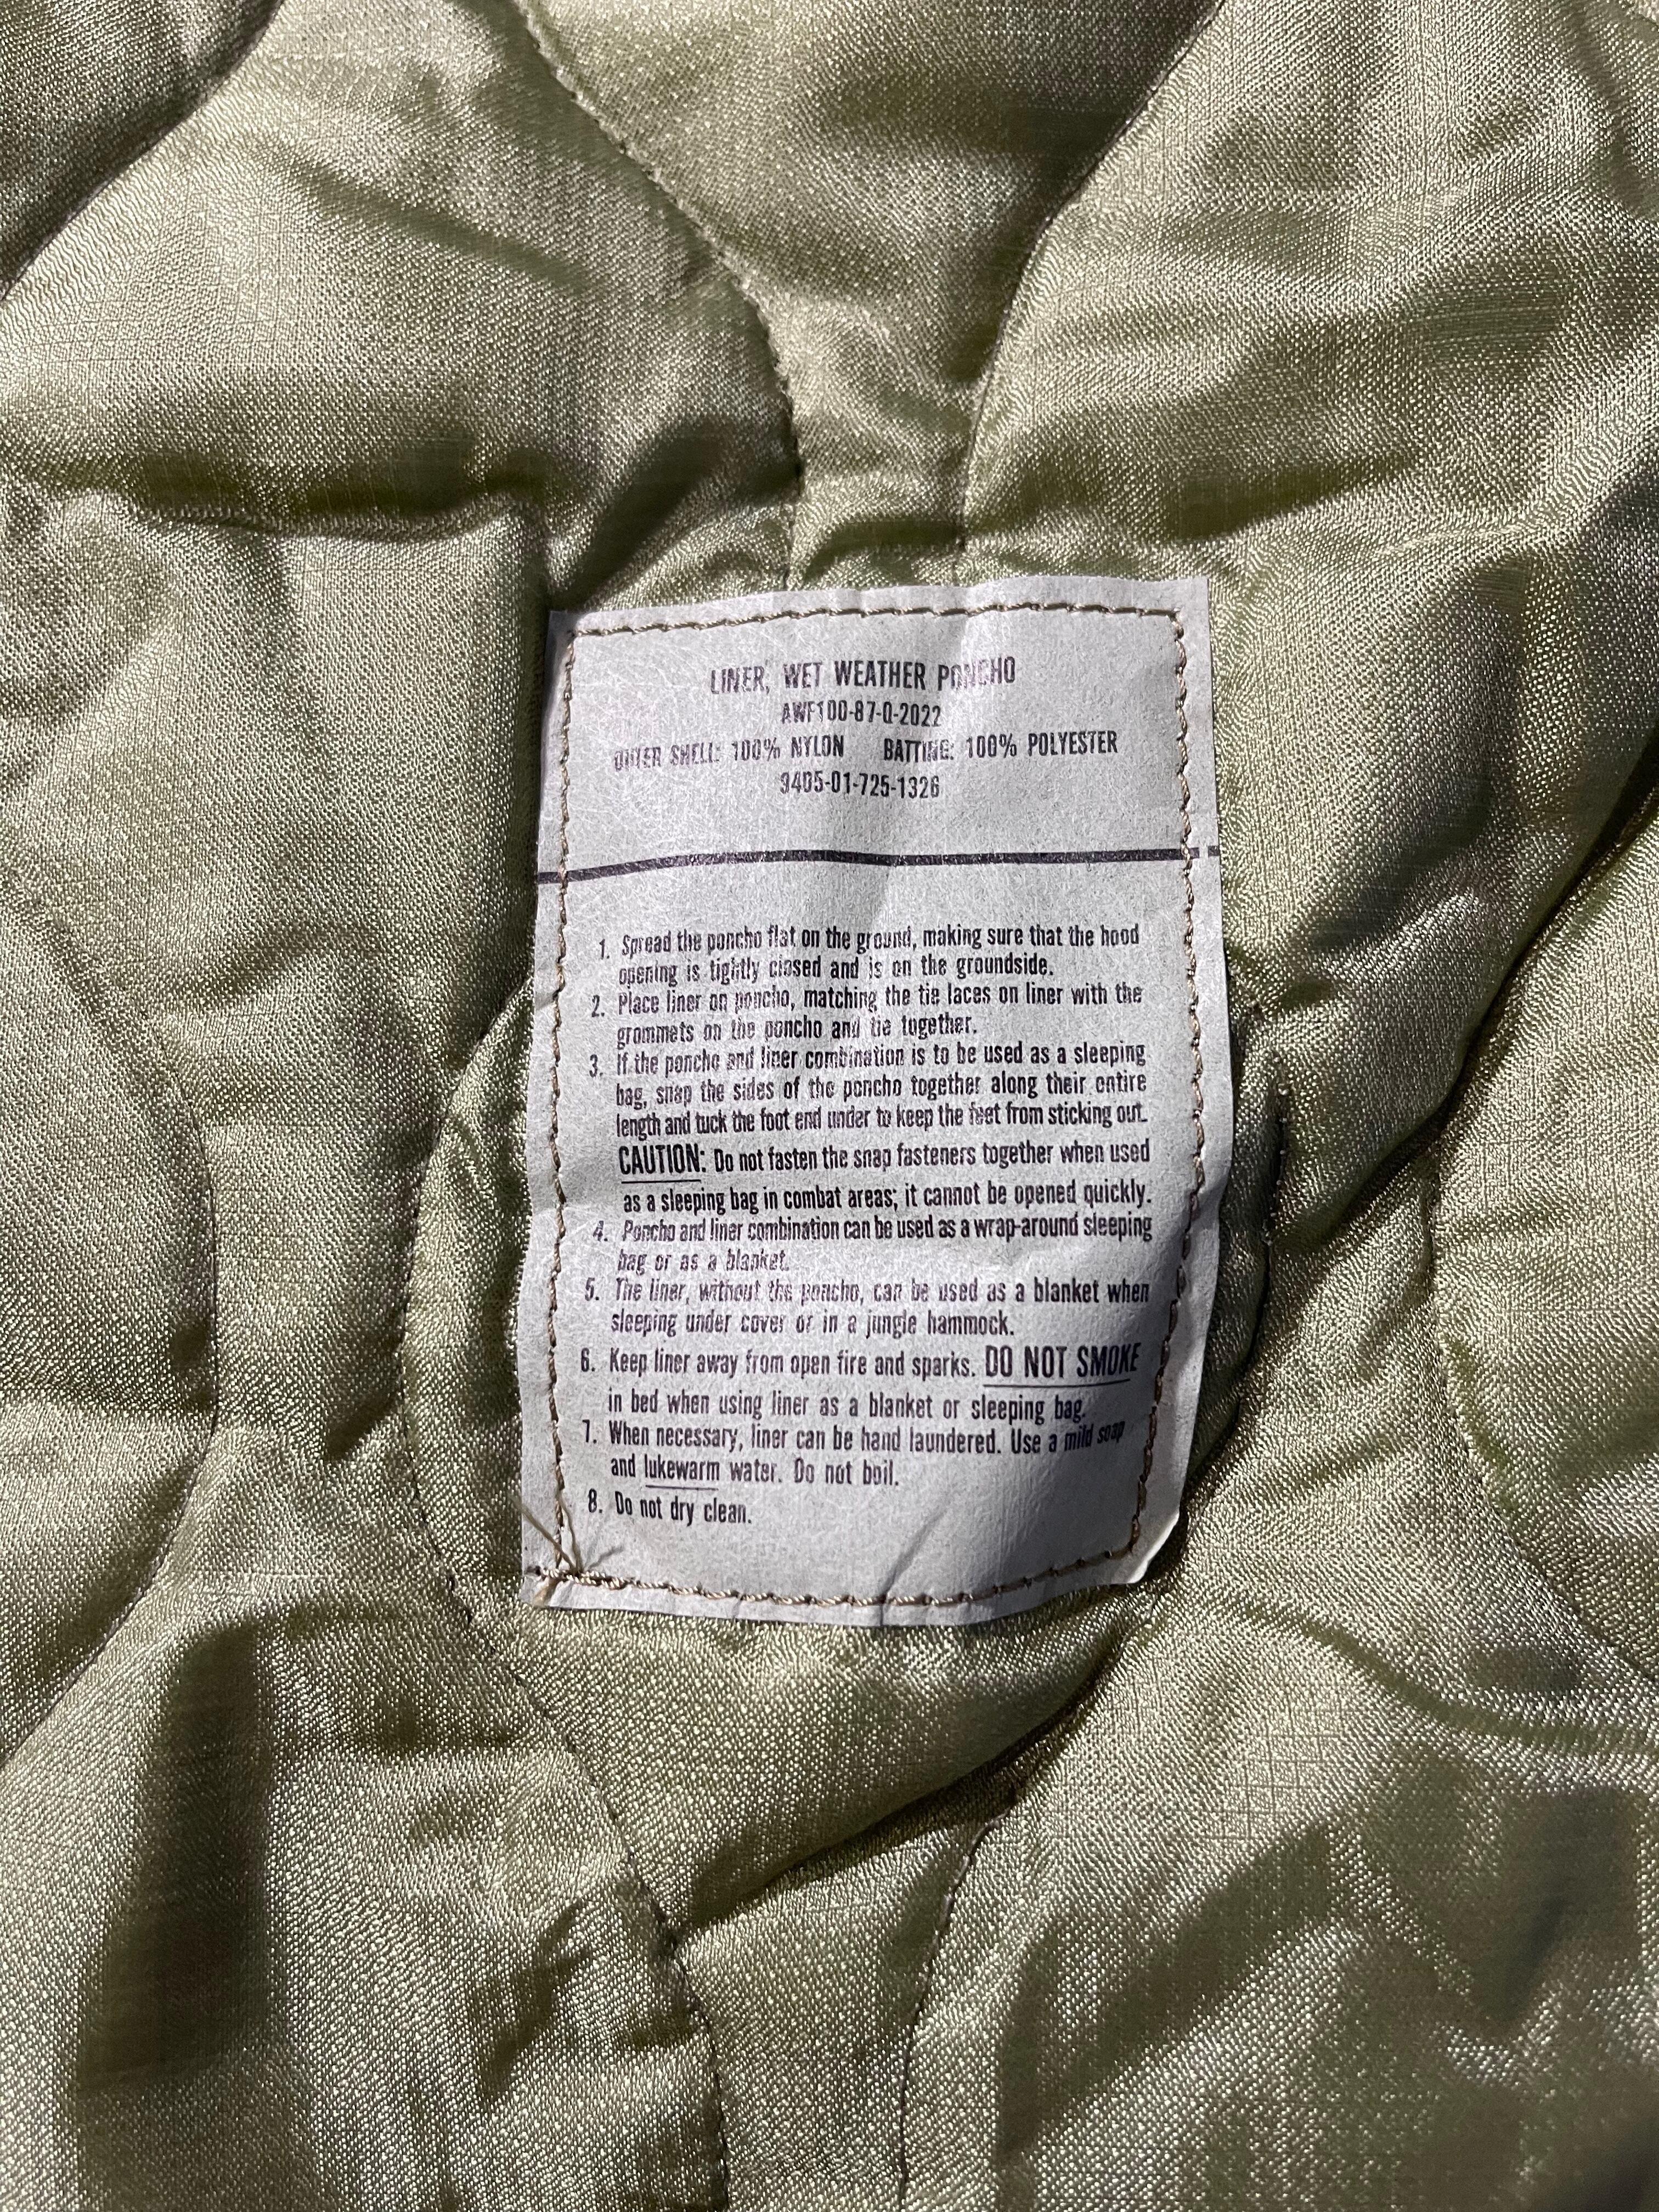 LINER, WET WEATHER PONCHO
AWF100-87-Q-2022
OUTER SHELL: 100% NYLON BATTING: 100% POLYESTER
9405-01-725-1326
1. Spread the poncho flat on the ground, making sure that the hood
opening is tightly closed and is on the groundside.
2. Place liner on poncho, matching the tie laces on liner with the
grommets on the poncho and tie together.
3. If the poncho and liner combination is to be used as a sleeping
bag, snap the sides of the poncho together along their entire
length and tuck the foot end under to keep the feet from sticking out.
CAUTION: Do not fasten the snap fasteners together when used
as a sleeping bag in combat areas; it cannot be opened quickly.
4. Poncho and liner combination can be used as a wrap-around sleeping
bag or as a blanket.
5. The liner, without the poncho, can be used as a blanket when
sleeping under cover or in a jungle hammock.
6. Keep liner away from open fire and sparks. DO NOT SMOKE
in bed when using liner as a blanket or sleeping bag.
7. When necessary, liner can be hand laundered. Use a mild soap
and lukewarm water. Do not boil.
8. Do not dry clean.